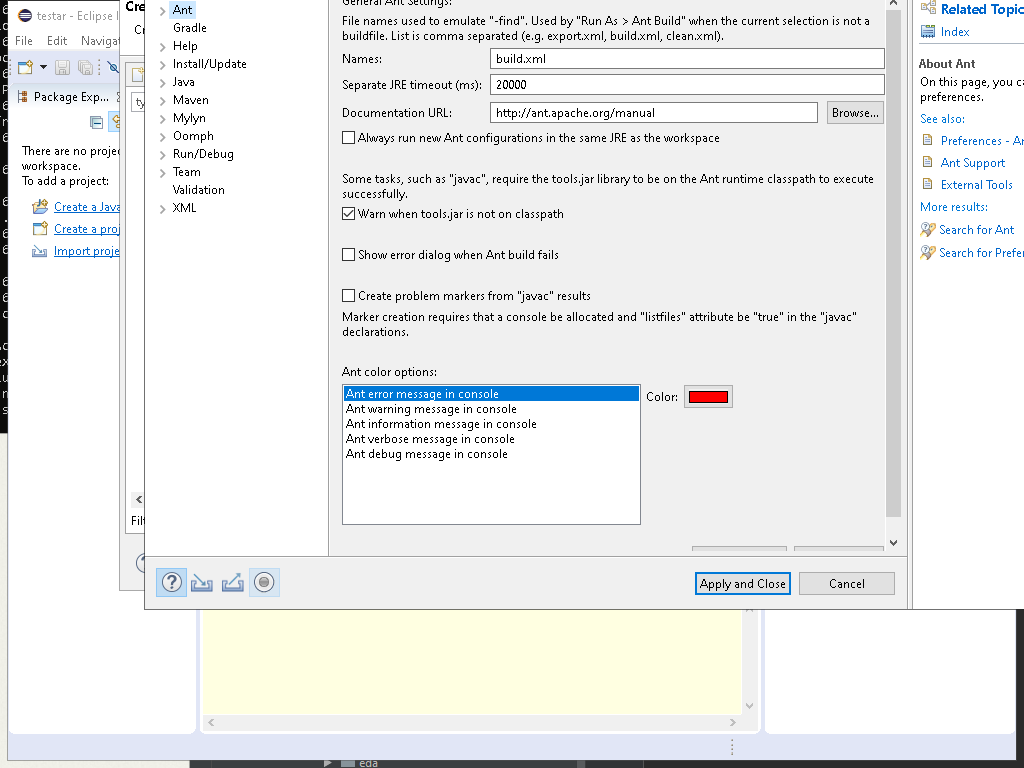 testar - Eclipse I
File Edit Navigat
Package Exp...
There are no projec
workspace.
To add a project:
Create a Java
Create a proj
Import proje
Cre
Filt
Ant
Gradle
Help
Install/Update
Java
Maven
Mylyn
Oomph
Run/Debug
Team
Validation
XML
General Ant Settings:
File names used to emulate "-find". Used by "Run As > Ant Build" when the current selection is not a
buildfile. List is comma separated (e.g. export.xml, build.xml, clean.xml).
Names: build.xml
Separate JRE timeout (ms): 20000
Documentation URL: http://ant.apache.org/manual Browse...
Always run new Ant configurations in the same JRE as the workspace
Some tasks, such as "javac", require the tools.jar library to be on the Ant runtime classpath to execute
successfully.
Warn when tools.jar is not on classpath
Show error dialog when Ant build fails
Create problem markers from "javac" results
Marker creation requires that a console be allocated and "listfiles" attribute be "true" in the "javac"
declarations.
Ant color options:
Ant error message in console
Ant warning message in console
Ant information message in console
Ant verbose message in console
Ant debug message in console
Color:
Apply and Close Cancel
Related Topic
Index
About Ant
On this page, you ca
preferences.
See also:
Preferences - An
Ant Support
External Tools
More results:
Search for Ant
Search for Prefer
eda